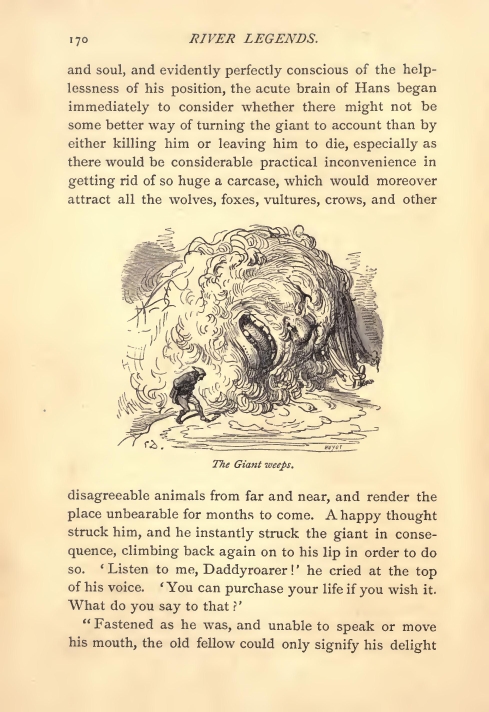 170 RIVER LEGENDS.
and soul, and evidently perfectly conscious of the help-
lessness of his position, the acute brain of Hans began
immediately to consider whether there might not be
some better way of turning the giant to account than by
either killing him or leaving him to die, especially as
there would be considerable practical inconvenience in
getting rid of so huge a carcase, which would moreover
attract all the wolves, foxes, vultures, crows, and other
The Giant weeps.
disagreeable animals from far and near, and render the
place unbearable for months to come. A happy thought
struck him, and he instantly struck the giant in conse-
quence, climbing back again on to his lip in order to do
so. ‘Listen to me, Daddyroarer!’ he cried at the top
of his voice. ‘You can purchase your life if you wish it.
What do you say to that?’
“Fastened as he was, and unable to speak or move
his mouth, the old fellow could only signify his delight